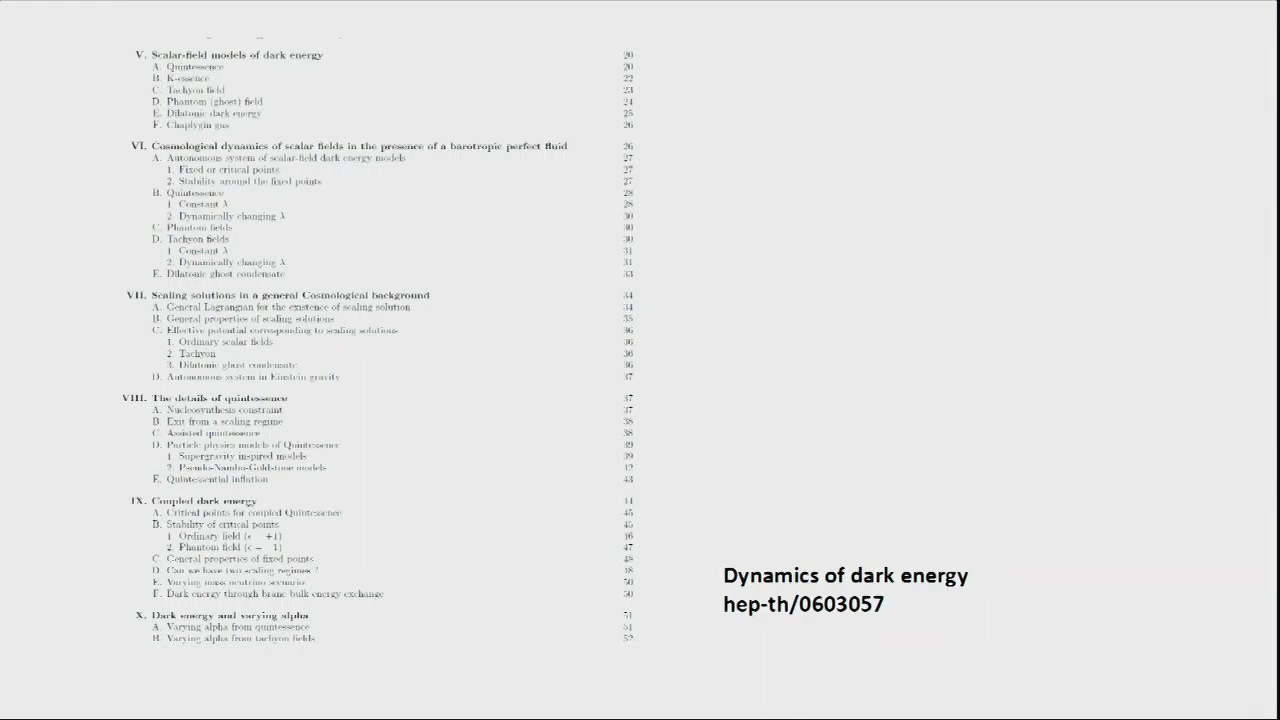 V. Scalar-field models of dark energy 20
A. Quintessence 20
B. K-essence 22
C. Tachyon field 23
D. Phantom (ghost) field 24
E. Dilatonic dark energy 25
F. Chaplygin gas 26
VI. Cosmological dynamics of scalar fields in the presence of a barotropic perfect fluid 26
A. Autonomous system of scalar-field dark energy models 27
1. Fixed or critical points 27
2. Stability around the fixed points 27
B. Quintessence 28
1. Constant λ 28
2. Dynamically changing λ 30
C. Phantom fields 30
D. Tachyon fields 30
1. Constant λ 31
2. Dynamically changing λ 31
E. Dilatonic ghost condensate 33
VII. Scaling solutions in a general Cosmological background 34
A. General Lagrangian for the existence of scaling solution 34
B. General properties of scaling solutions 35
C. Effective potential corresponding to scaling solutions 36
1. Ordinary scalar fields 36
2. Tachyon 36
3. Dilatonic ghost condensate 36
D. Autonomous system in Einstein gravity 37
VIII. The details of quintessence 37
A. Nucleosynthesis constraint 37
B. Exit from a scaling regime 38
C. Assisted quintessence 38
D. Particle physics models of Quintessence 39
1. Supergravity inspired models 39
2. Pseudo-Nambu-Goldstone models 42
E. Quintessential inflation 43
IX. Coupled dark energy 44
A. Critical points for coupled Quintessence 45
B. Stability of critical points 45
1. Ordinary field (ϵ = +1) 46
2. Phantom field (ϵ = −1) 47
C. General properties of fixed points 48
D. Can we have two scaling regimes ? 48
E. Varying mass neutrino scenario 50
F. Dark energy through brane bulk energy exchange 50
X. Dark energy and varying alpha 51
A. Varying alpha from quintessence 51
B. Varying alpha from tachyon fields 52
Dynamics of dark energy
hep-th/0603057